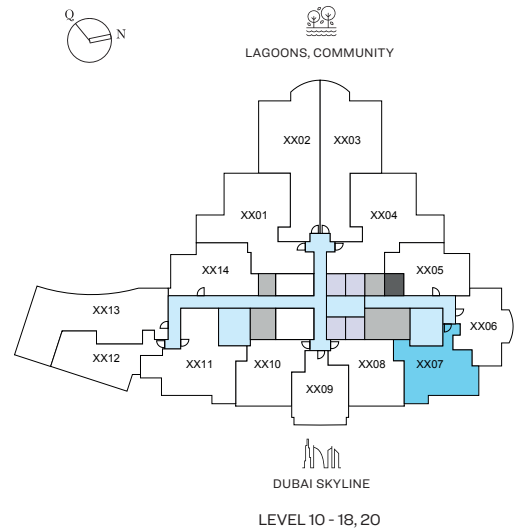 Q
N
LAGOONS, COMMUNITY
XX02 XX03
XX01 XX04
XX14 XX05
XX13
XX06
XX12 XX11 XX10 XX08 XX07
XX09
DUBAI SKYLINE
LEVEL 10 - 18, 20